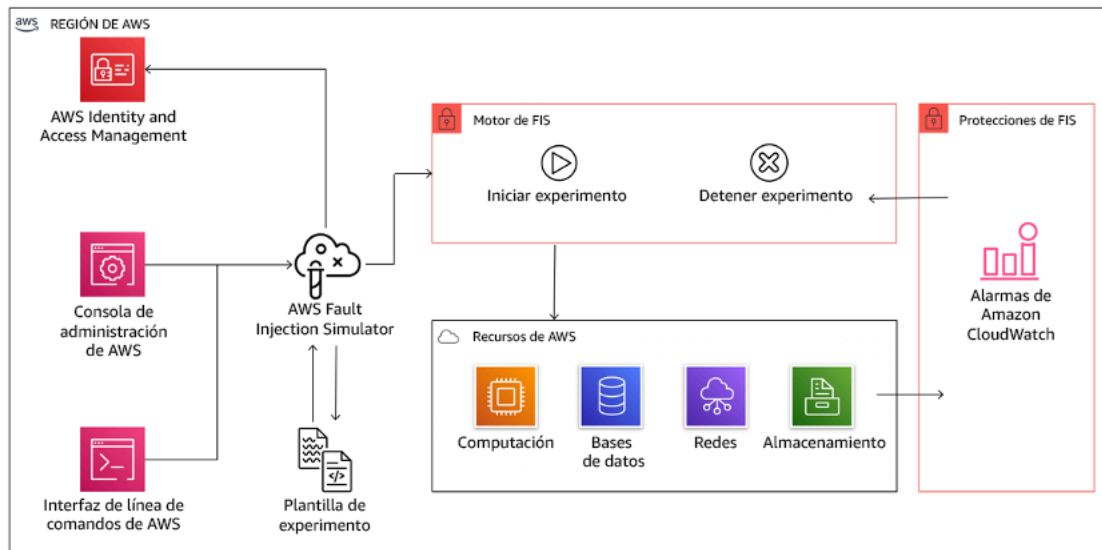 aws
REGIÓN DE AWS
AWS Identity and
Access Management
Consola de
administración
de AWS
Interfaz de línea de
comandos de AWS
AWS Fault
Injection Simulator
Plantilla de
experimento
Motor de FIS
Iniciar experimento
Detener experimento
Recursos de AWS
Computación
Bases
de datos
Redes
Almacenamiento
Protecciones de FIS
Alarmas de
Amazon
CloudWatch